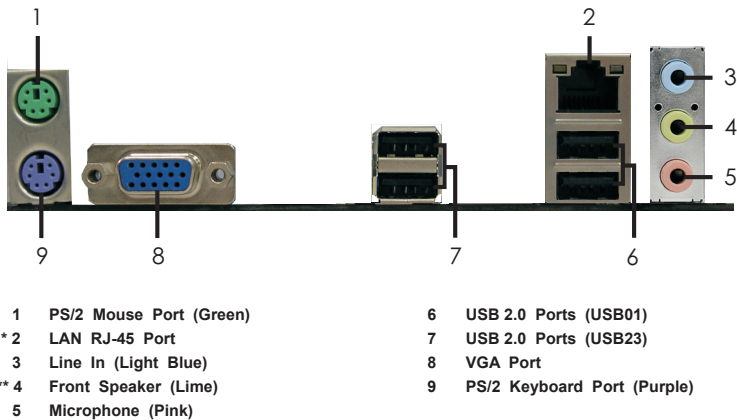 1
2
3
4
5
9
8
7
6
1 PS/2 Mouse Port (Green)
* 2 LAN RJ-45 Port
3 Line In (Light Blue)
** 4 Front Speaker (Lime)
5 Microphone (Pink)
6 USB 2.0 Ports (USB01)
7 USB 2.0 Ports (USB23)
8 VGA Port
9 PS/2 Keyboard Port (Purple)